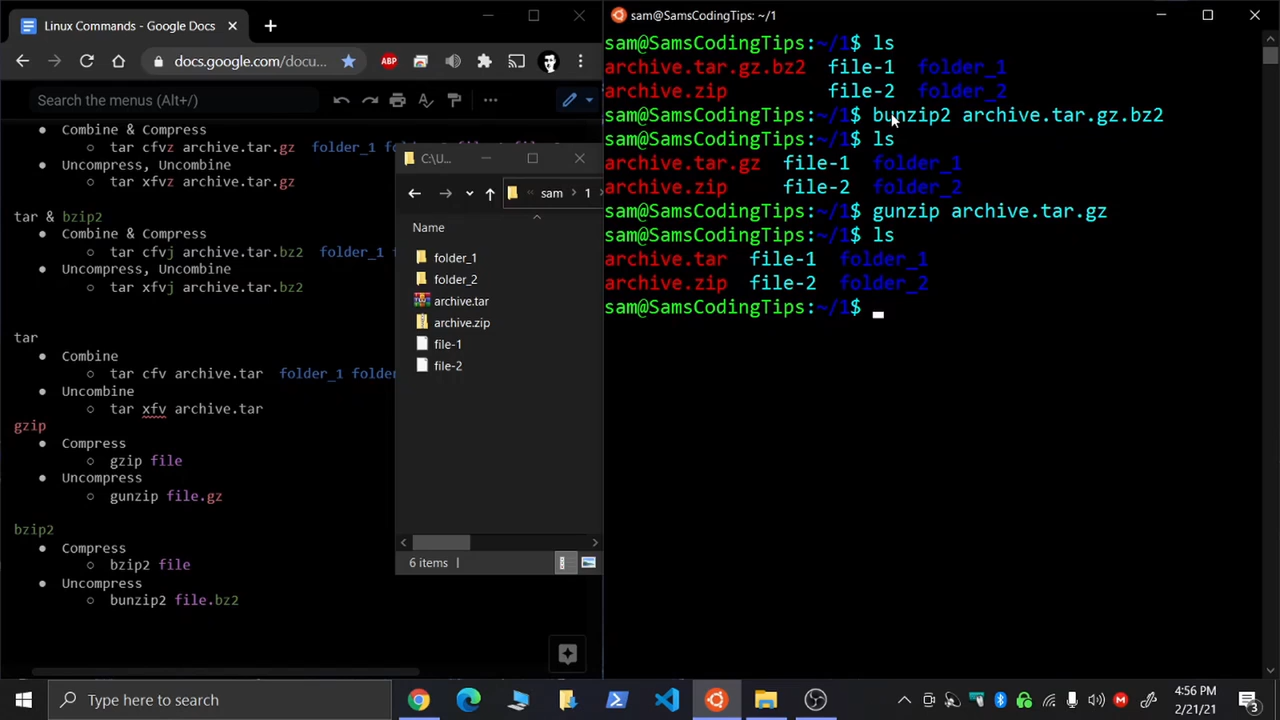 Linux Commands - Google Docs
docs.google.com/docu...
ABP
Search the menus (Alt+/)
Combine & Compress
tar cfvz archive.tar.gz folder_1
Uncompress, Uncombine
tar xfvz archive.tar.gz
tar & bzip2
Combine & Compress
tar cfvj archive.tar.bz2 folder_1
Uncompress, Uncombine
tar xfvj archive.tar.bz2
tar
Combine
tar cfv archive.tar folder_1 folder
Uncombine
tar xfv archive.tar
gzip
Compress
gzip file
Uncompress
gunzip file.gz
bzip2
Compress
bzip2 file
Uncompress
bunzip2 file.bz2
C:\U...
sam
1
Name
folder_1
folder_2
archive.tar
archive.zip
file-1
file-2
6 items
sam@SamsCodingTips: ~/1
sam@SamsCodingTips:~/1$ ls
archive.tar.gz.bz2 file-1 folder_1
archive.zip file-2 folder_2
sam@SamsCodingTips:~/1$ bunzip2 archive.tar.gz.bz2
sam@SamsCodingTips:~/1$ ls
archive.tar.gz file-1 folder_1
archive.zip file-2 folder_2
sam@SamsCodingTips:~/1$ gunzip archive.tar.gz
sam@SamsCodingTips:~/1$ ls
archive.tar file-1 folder_1
archive.zip file-2 folder_2
sam@SamsCodingTips:~/1$
Type here to search
4:56 PM
2/21/21
3